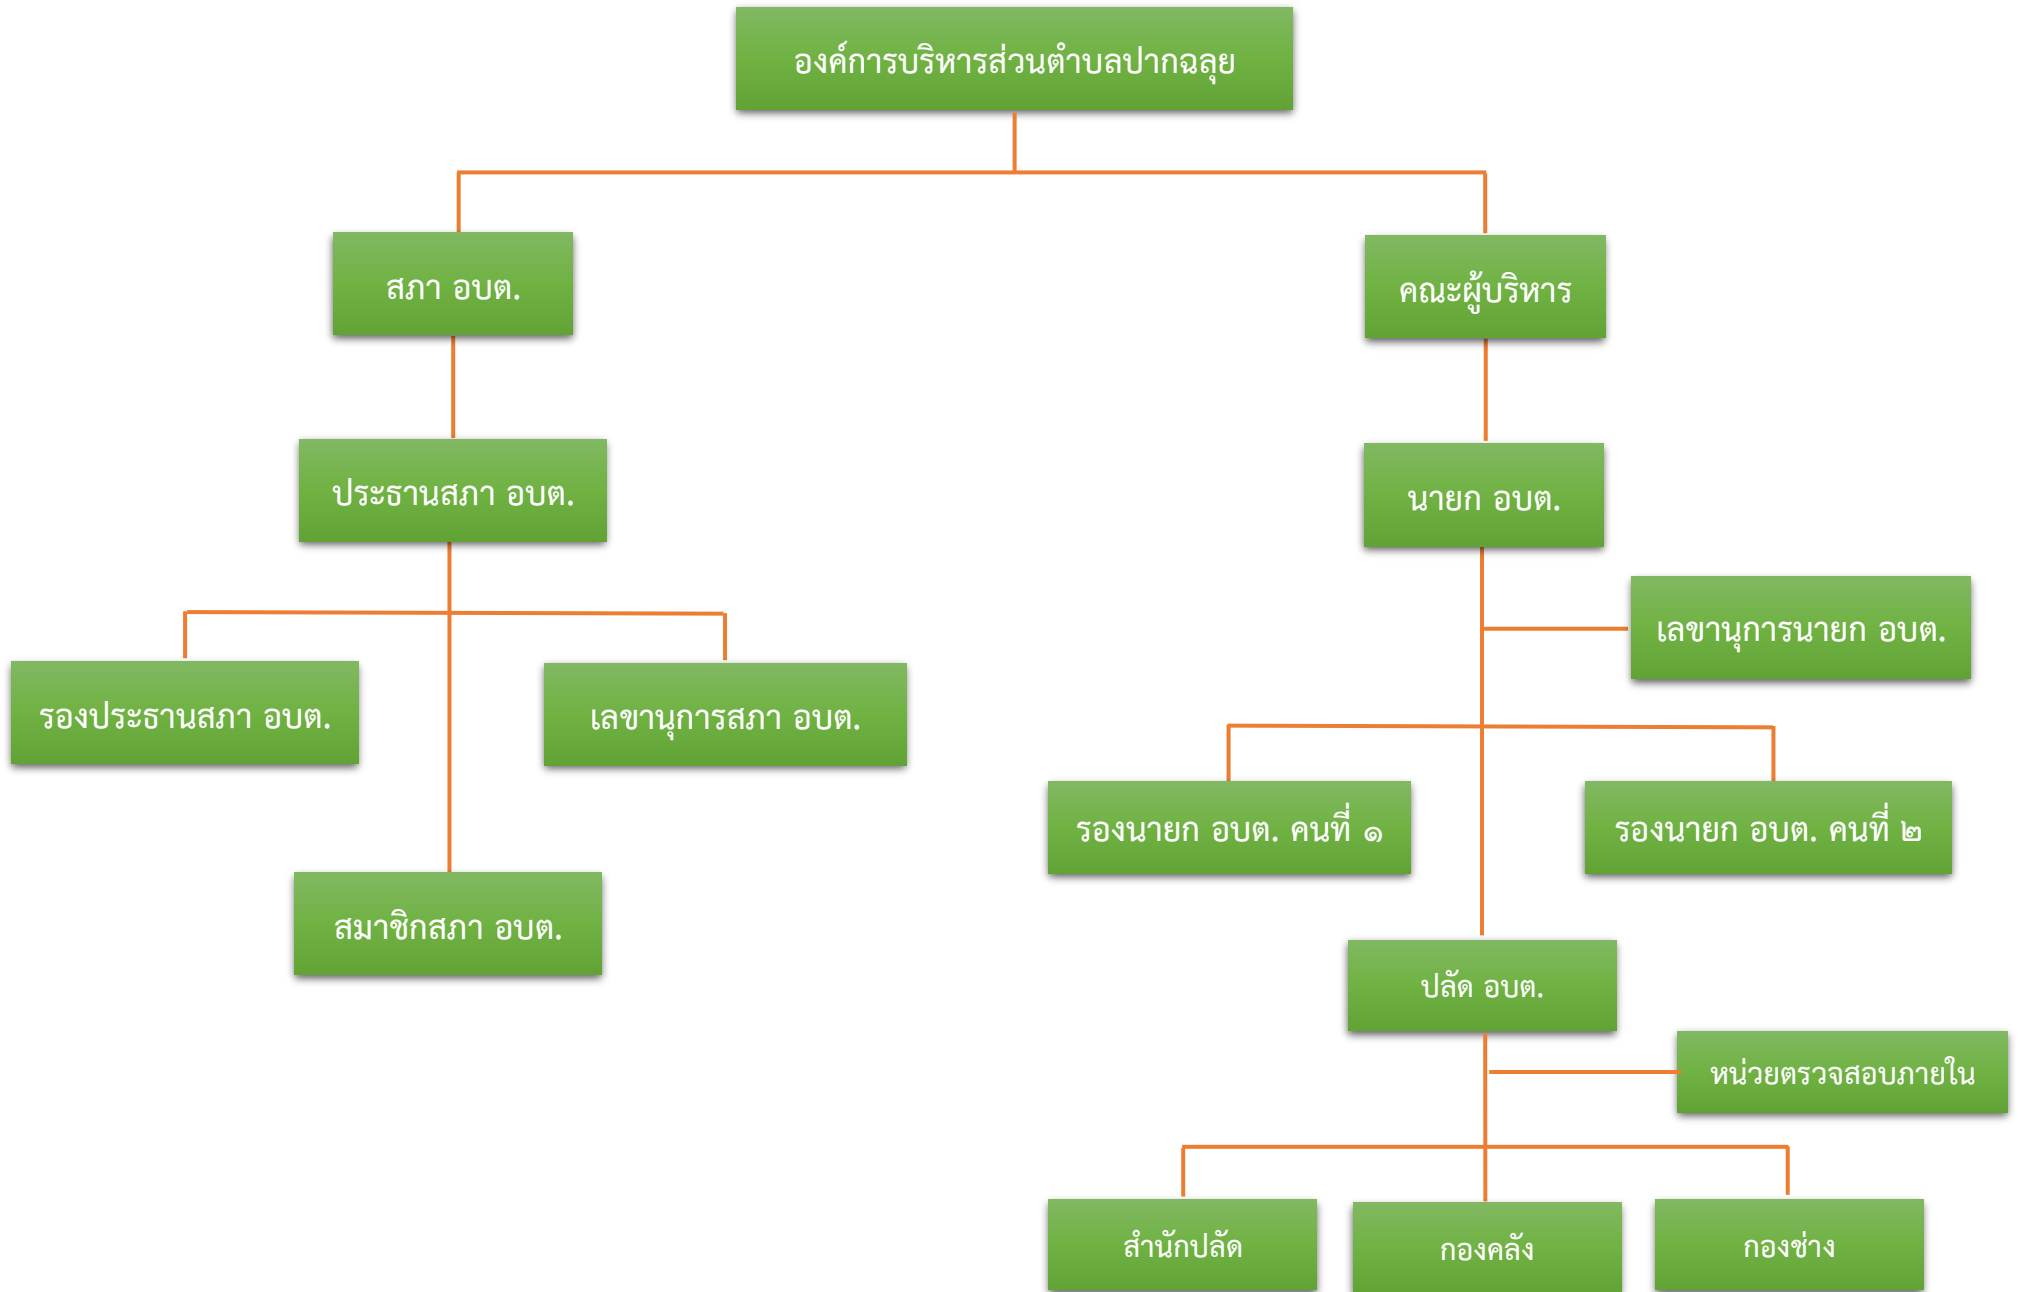 องค์การบริหารส่วนตำบลปากฉลุย
สภา อบต.
คณะผู้บริหาร
ประธานสภา อบต.
นายก อบต.
เลขานุการนายก อบต.
รองประธานสภา อบต.
เลขานุการสภา อบต.
รองนายก อบต. คนที่ ๑
รองนายก อบต. คนที่ ๒
สมาชิกสภา อบต.
ปลัด อบต.
หน่วยตรวจสอบภายใน
สำนักปลัด
กองคลัง
กองช่าง